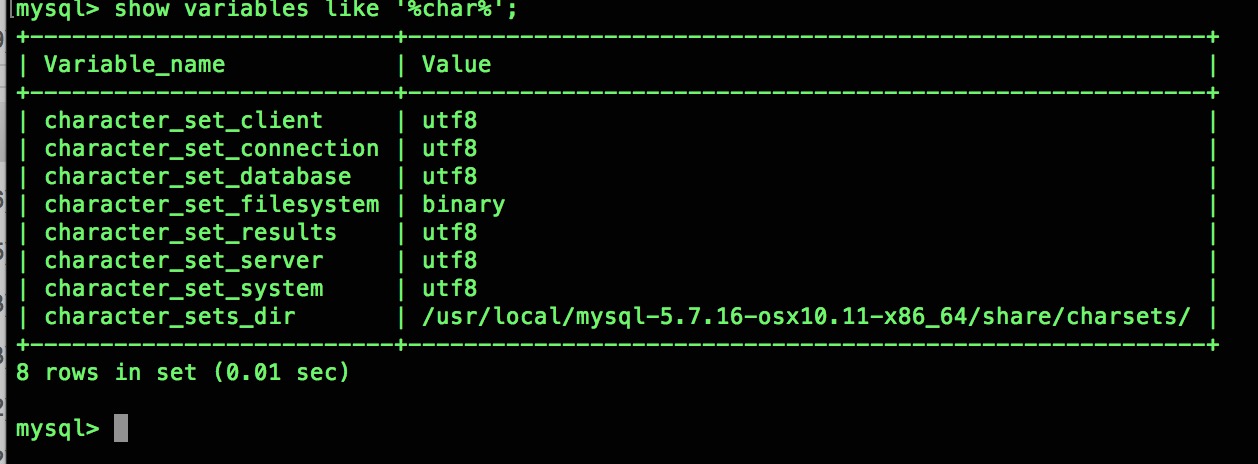 mysql> show variables like '%char%';
+--------------------------+--------------------------------------------------------+
| Variable_name            | Value                                                  |
+--------------------------+--------------------------------------------------------+
| character_set_client     | utf8                                                   |
| character_set_connection | utf8                                                   |
| character_set_database   | utf8                                                   |
| character_set_filesystem | binary                                                 |
| character_set_results    | utf8                                                   |
| character_set_server     | utf8                                                   |
| character_set_system     | utf8                                                   |
| character_sets_dir       | /usr/local/mysql-5.7.16-osx10.11-x86_64/share/charsets/ |
+--------------------------+--------------------------------------------------------+
8 rows in set (0.01 sec)
mysql>